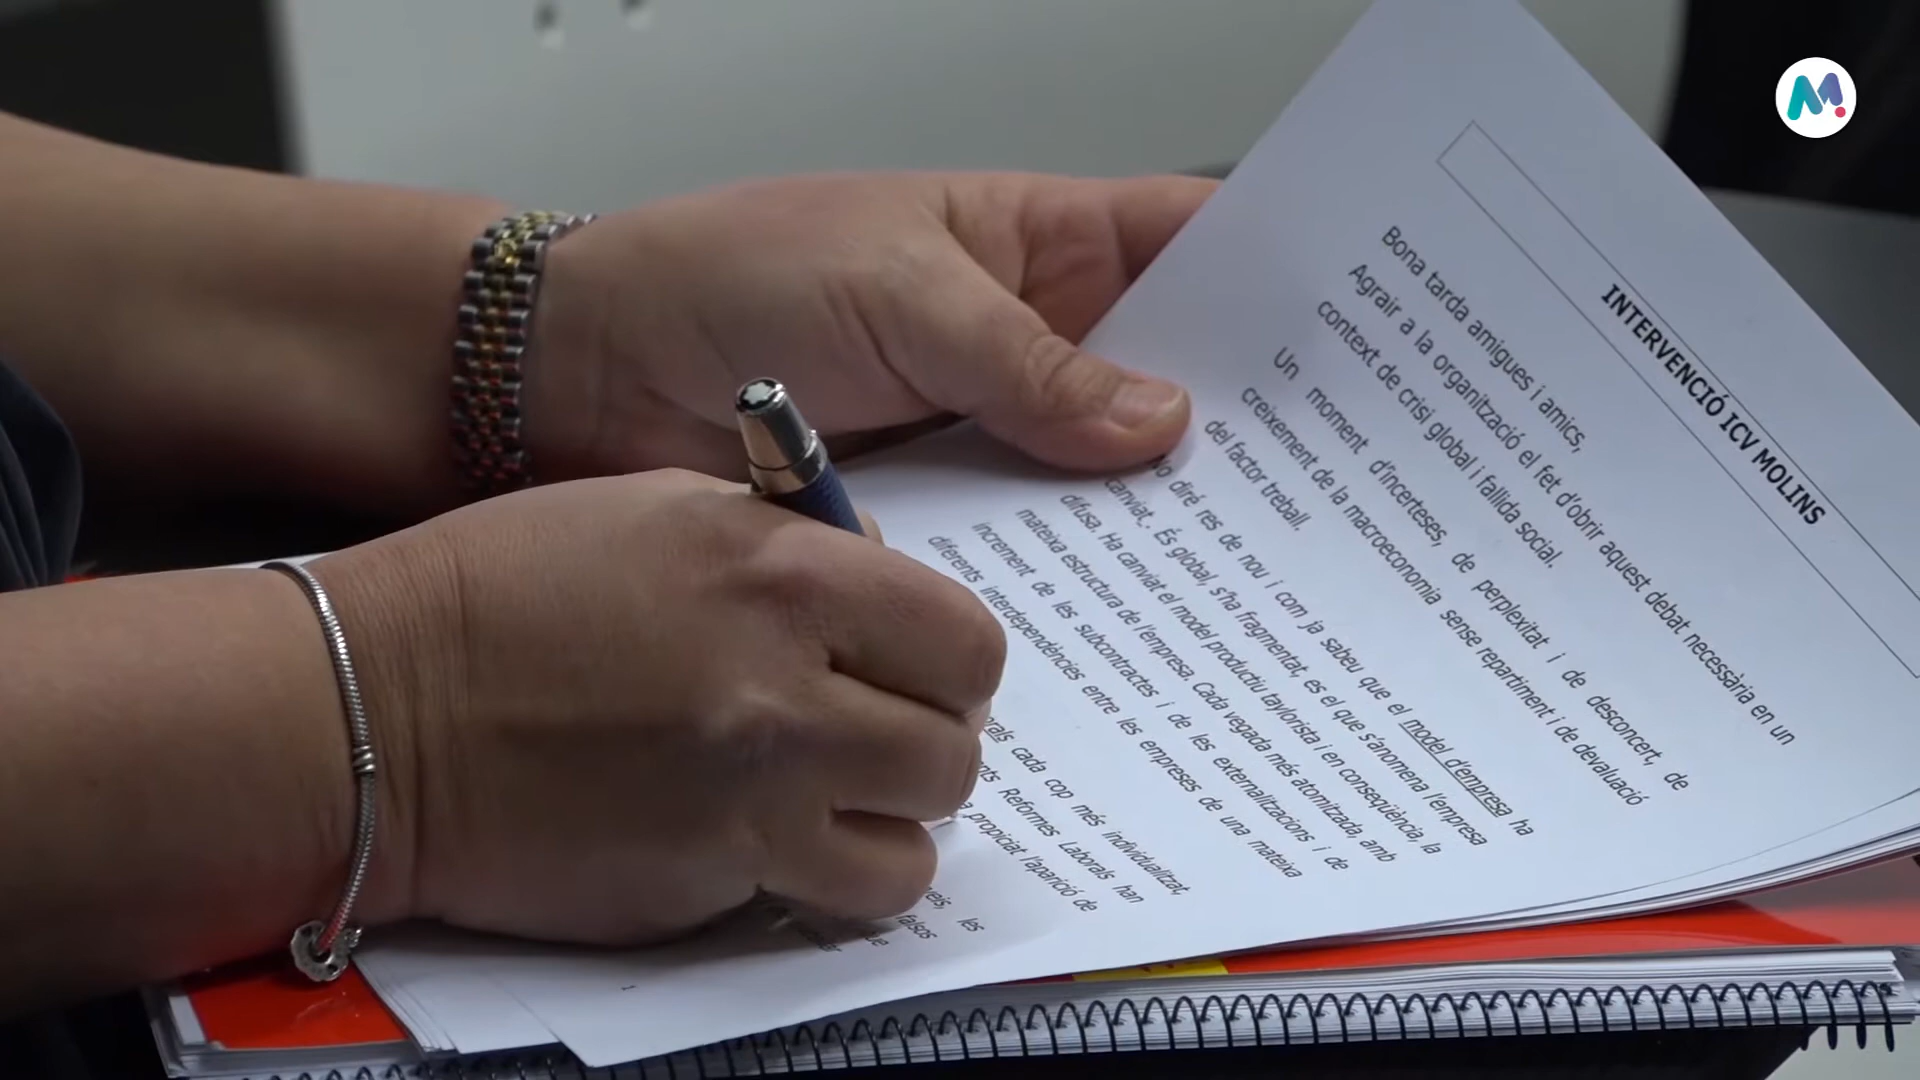 INTERVENCIÓ ICV MOLINS
Bona tarda amigues i amics,
Agrair a la organització el fet d'obrir aquest debat necessària en un
context de crisi global i fallida social.
Un moment d'incerteses, de perplexitat i de desconcert, de
creixement de la macroeconomia sense repartiment i de devaluació
del factor treball.
No diré res de nou i com ja sabeu que el model d'empresa ha
canviat. És global, s'ha fragmentat, es el que s'anomena l'empresa
difusa. Ha canviat el model productiu taylorista i en conseqüència, la
mateixa estructura de l'empresa. Cada vegada més atomitzada, amb
increment de les subcontractes i de les externalitzacions i de
diferents interdependències entre les empreses de una mateixa
cada cop més individualitzat,
Reformes Laborals han
propiciat l'aparició de
les
falsos
1